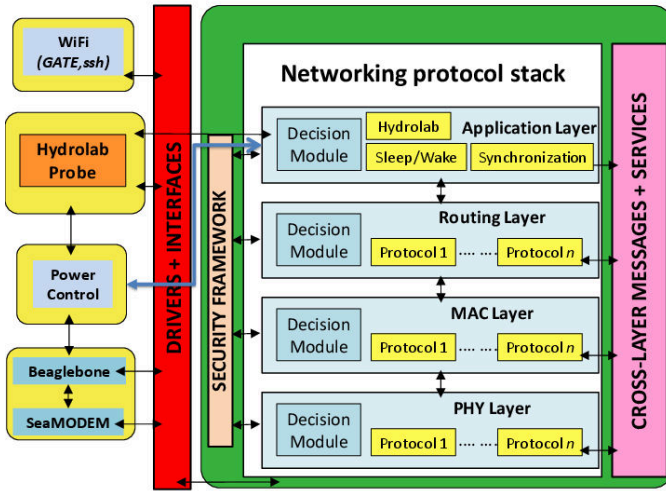 WiFi
(GATE,ssh)
Hydrolab
Probe
Power
Control
Beaglebone
SeaMODEM
DRIVERS + INTERFACES
SECURITY FRAMEWORK
Networking protocol stack
Decision
Module
Hydrolab
Application Layer
Sleep/Wake
Synchronization
Routing Layer
Decision
Module
Protocol 1
.... ...
Protocol n
MAC Layer
Decision
Module
Protocol 1
.... ...
Protocol n
PHY Layer
Decision
Module
Protocol 1
.... ...
Protocol n
CROSS-LAYER MESSAGES + SERVICES